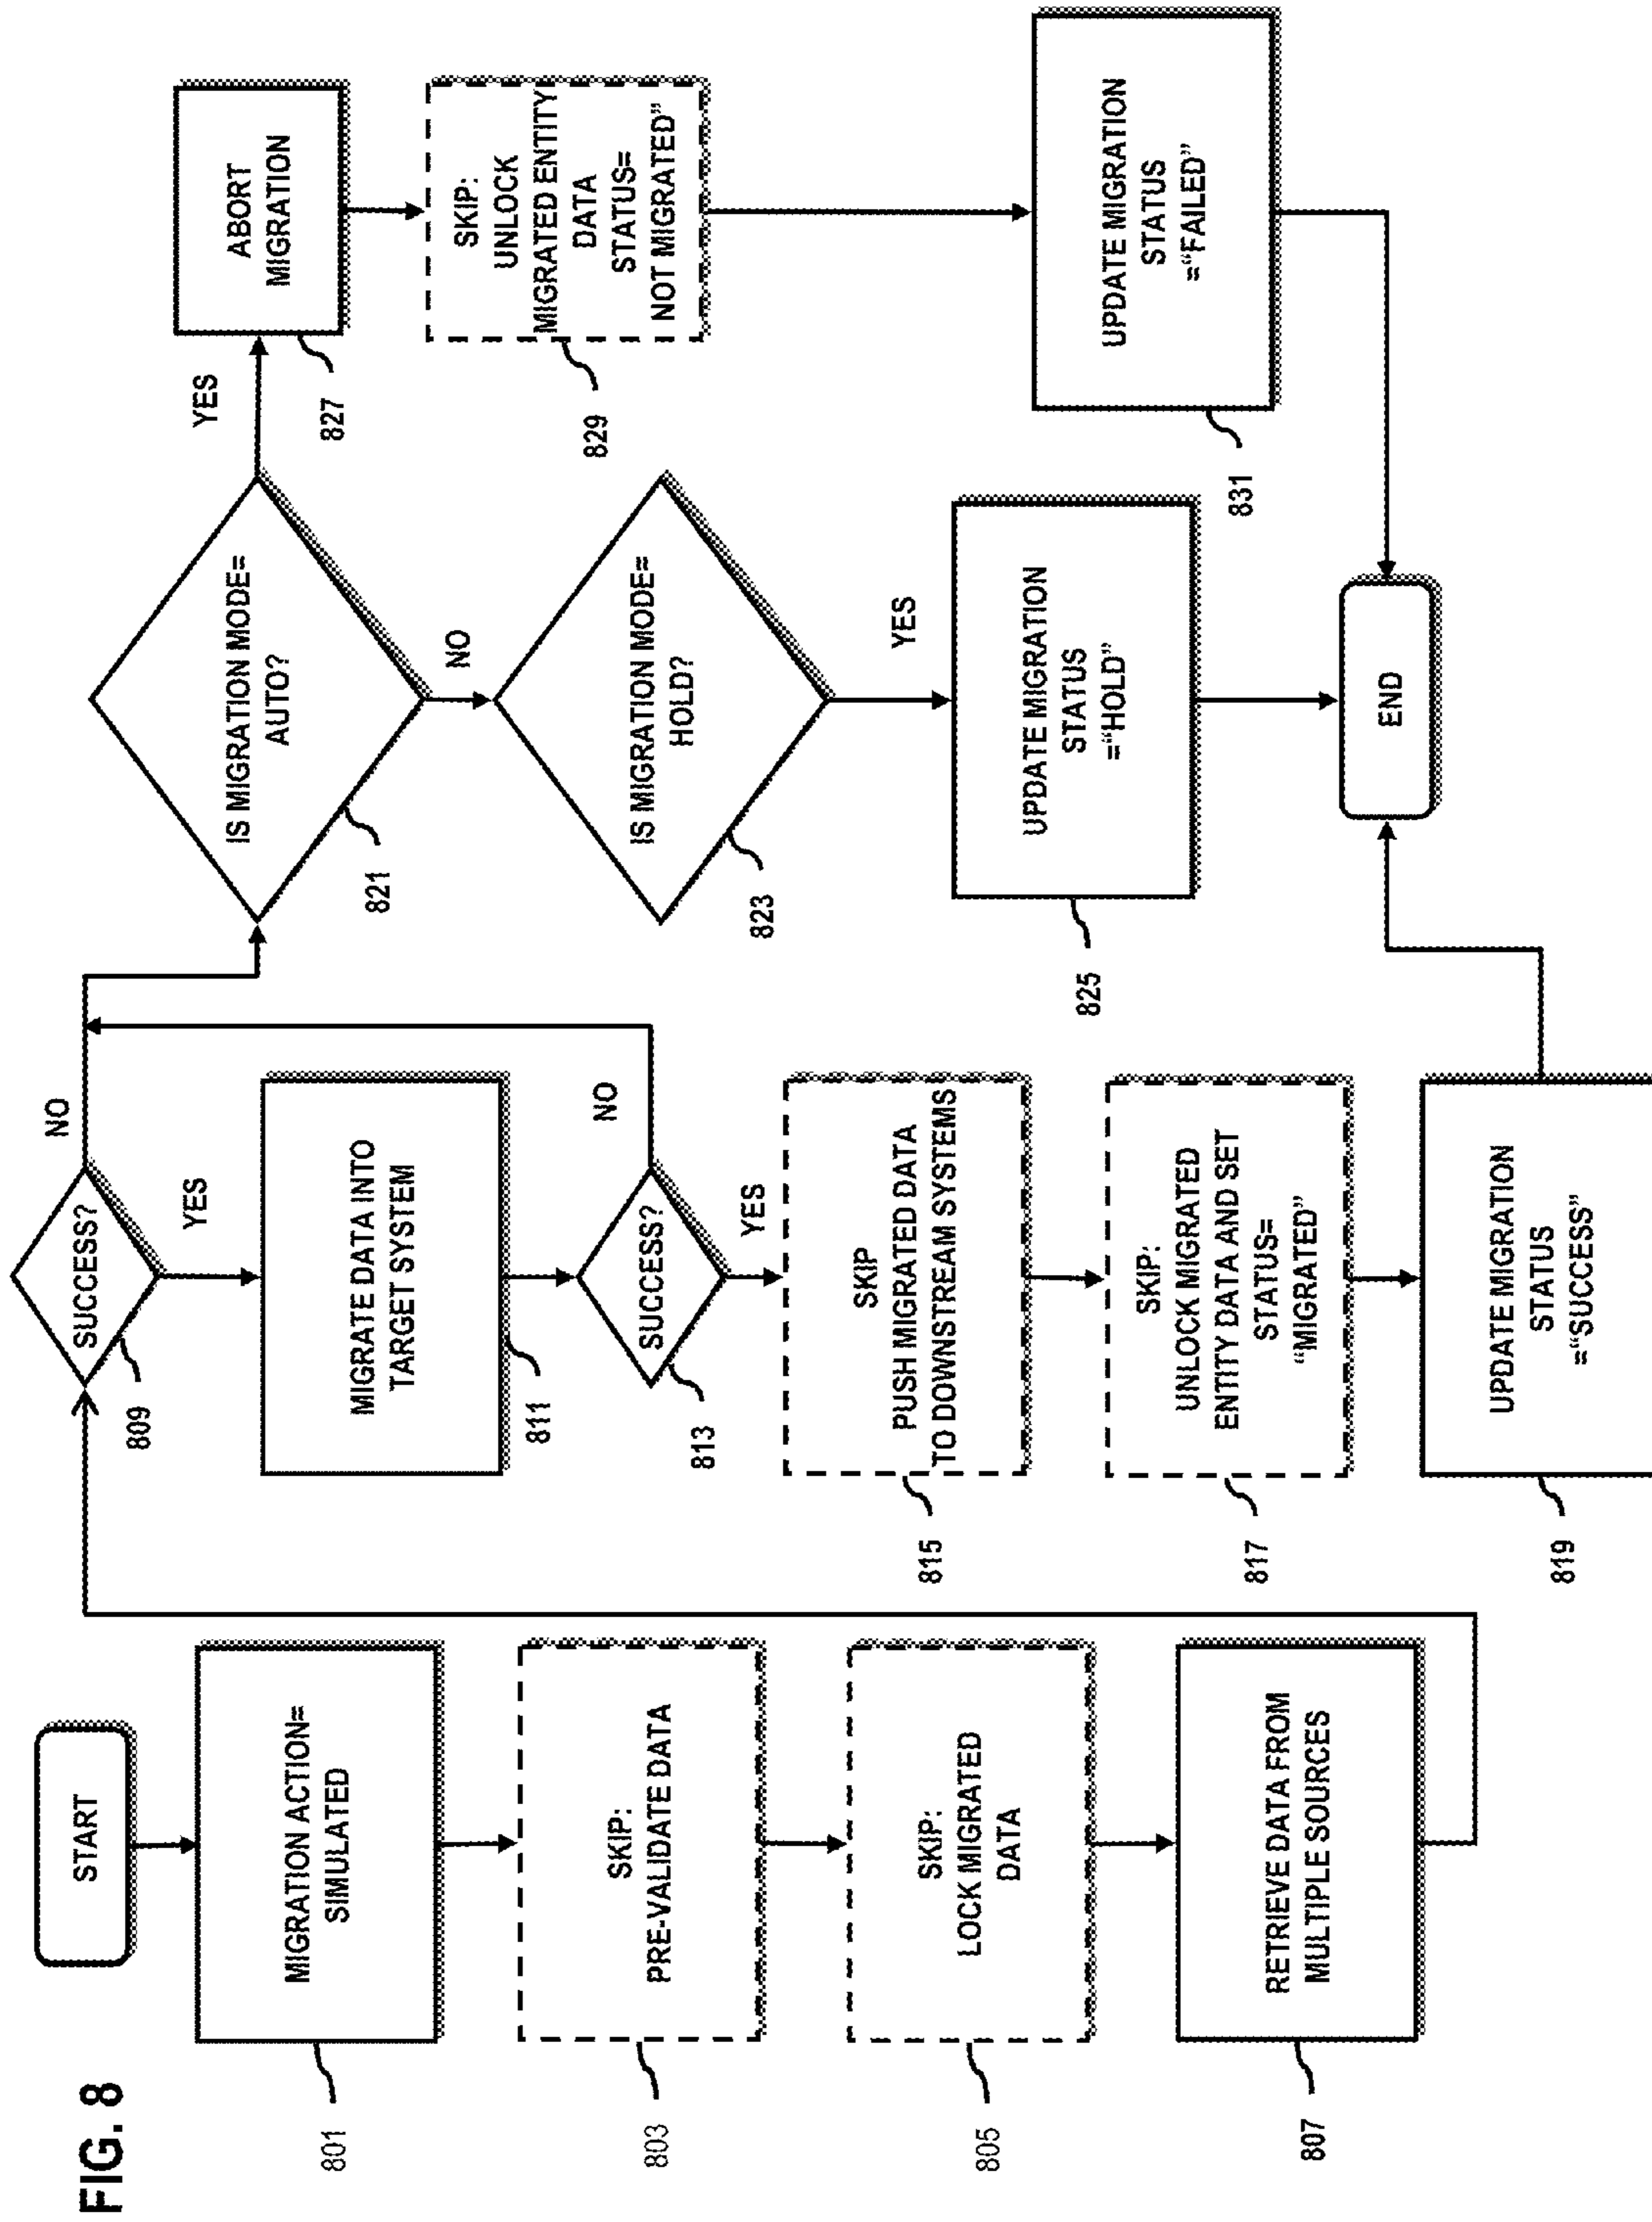 FIG. 8
START
MIGRATION ACTION=
SIMULATED
801
SKIP:
PRE-VALIDATE DATA
803
SKIP:
LOCK MIGRATED
DATA
805
RETRIEVE DATA FROM
MULTIPLE SOURCES
807
SUCCESS?
809
NO
YES
MIGRATE DATA INTO
TARGET SYSTEM
811
SUCCESS?
813
NO
YES
SKIP
PUSH MIGRATED DATA
TO DOWNSTREAM SYSTEMS
815
SKIP:
UNLOCK MIGRATED
ENTITY DATA AND SET
STATUS=
“MIGRATED”
817
UPDATE MIGRATION
STATUS
=“SUCCESS”
819
IS MIGRATION MODE=
AUTO?
821
YES
NO
IS MIGRATION MODE=
HOLD?
823
YES
UPDATE MIGRATION
STATUS
=“HOLD”
825
END
ABORT
MIGRATION
827
SKIP:
UNLOCK
MIGRATED ENTITY
DATA
STATUS=
NOT MIGRATED”
829
UPDATE MIGRATION
STATUS
=“FAILED”
831